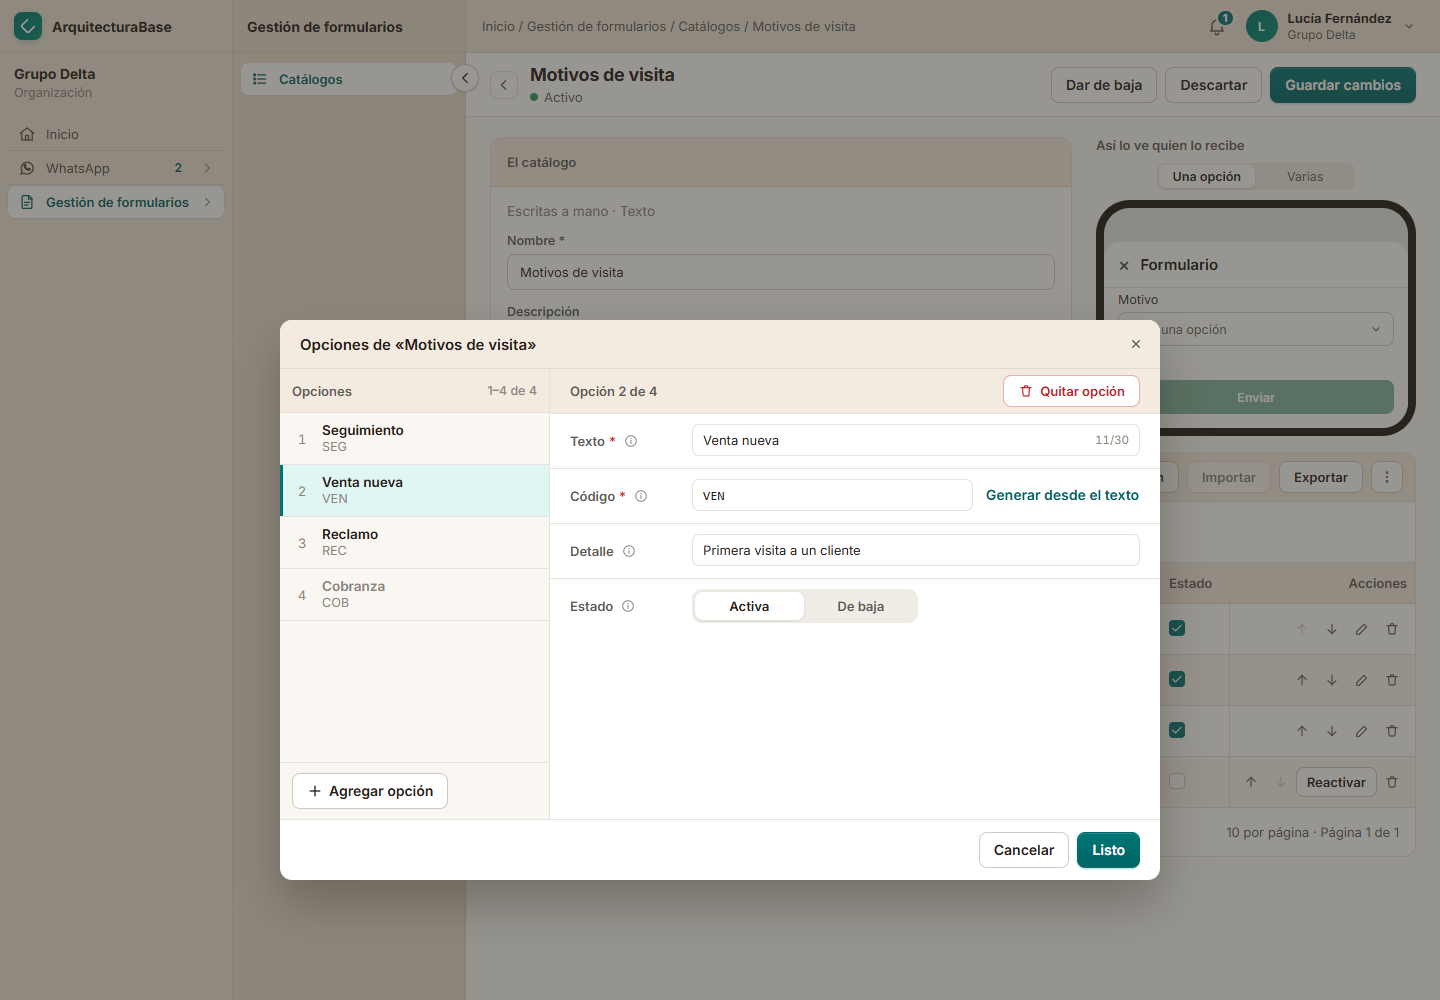 ArquitecturaBase
Gestión de formularios
Inicio / Gestión de formularios / Catálogos / Motivos de visita
1
L
Lucía Fernández
Grupo Delta
Grupo Delta
Organización
Inicio
WhatsApp 2
Gestión de formularios
Catálogos
Motivos de visita
Activo
Dar de baja
Descartar
Guardar cambios
El catálogo
Escritas a mano · Texto
Nombre *
Motivos de visita
Descripción
Así lo ve quien lo recibe
Una opción
Varias
Formulario
Motivo
una opción
Enviar
Importar
Exportar
Estado
Acciones
Reactivar
10 por página · Página 1 de 1
Opciones de «Motivos de visita»
Opciones
1–4 de 4
1 Seguimiento
SEG
2 Venta nueva
VEN
3 Reclamo
REC
4 Cobranza
COB
Agregar opción
Opción 2 de 4
Quitar opción
Texto *
Venta nueva
11/30
Código *
VEN
Generar desde el texto
Detalle
Primera visita a un cliente
Estado
Activa
De baja
Cancelar
Listo